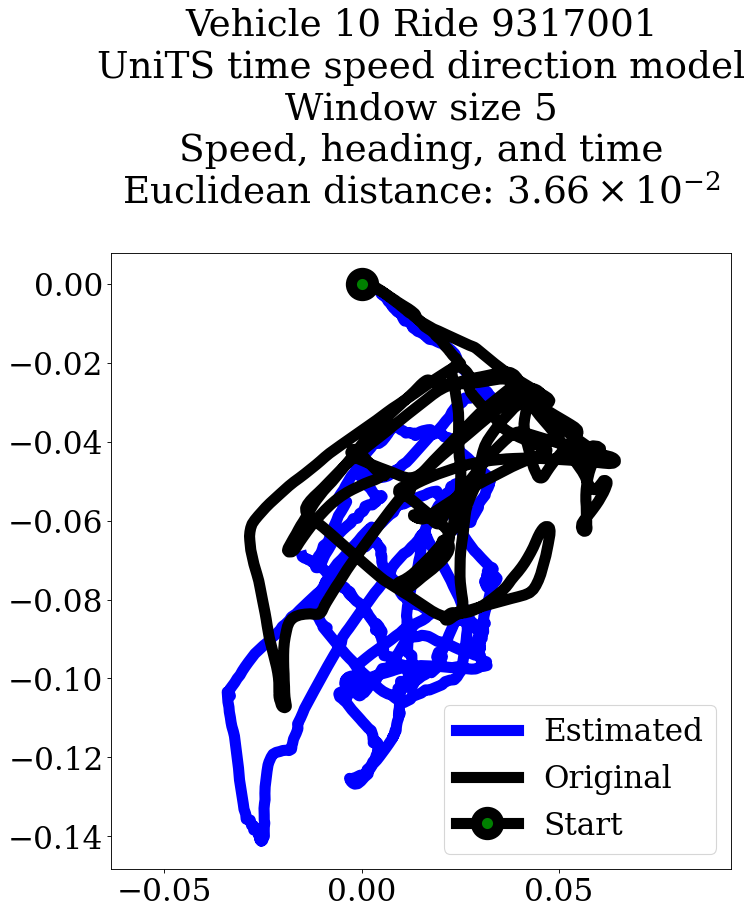 Vehicle 10 Ride 9317001
UniTS time speed direction model
Window size 5
Speed, heading, and time
Euclidean distance: 3.66 × 10⁻²
0.00
−0.02
−0.04
−0.06
−0.08
−0.10
−0.12
−0.14
Estimated
Original
Start
−0.05 0.00 0.05